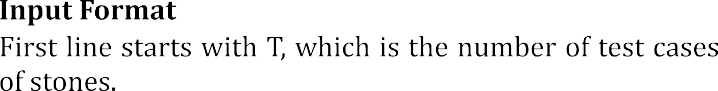 Input Format
First line starts with T, which is the number of test cases
of stones.